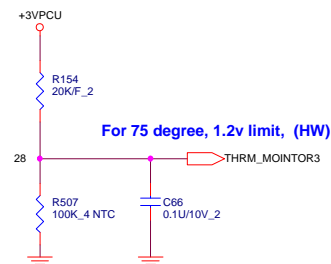 +3VPCU
R154
20K/F_2
For 75 degree, 1.2v limit, (HW)
28
THRM_MOINTOR3
R507
100K_4 NTC
C66
0.1U/10V_2